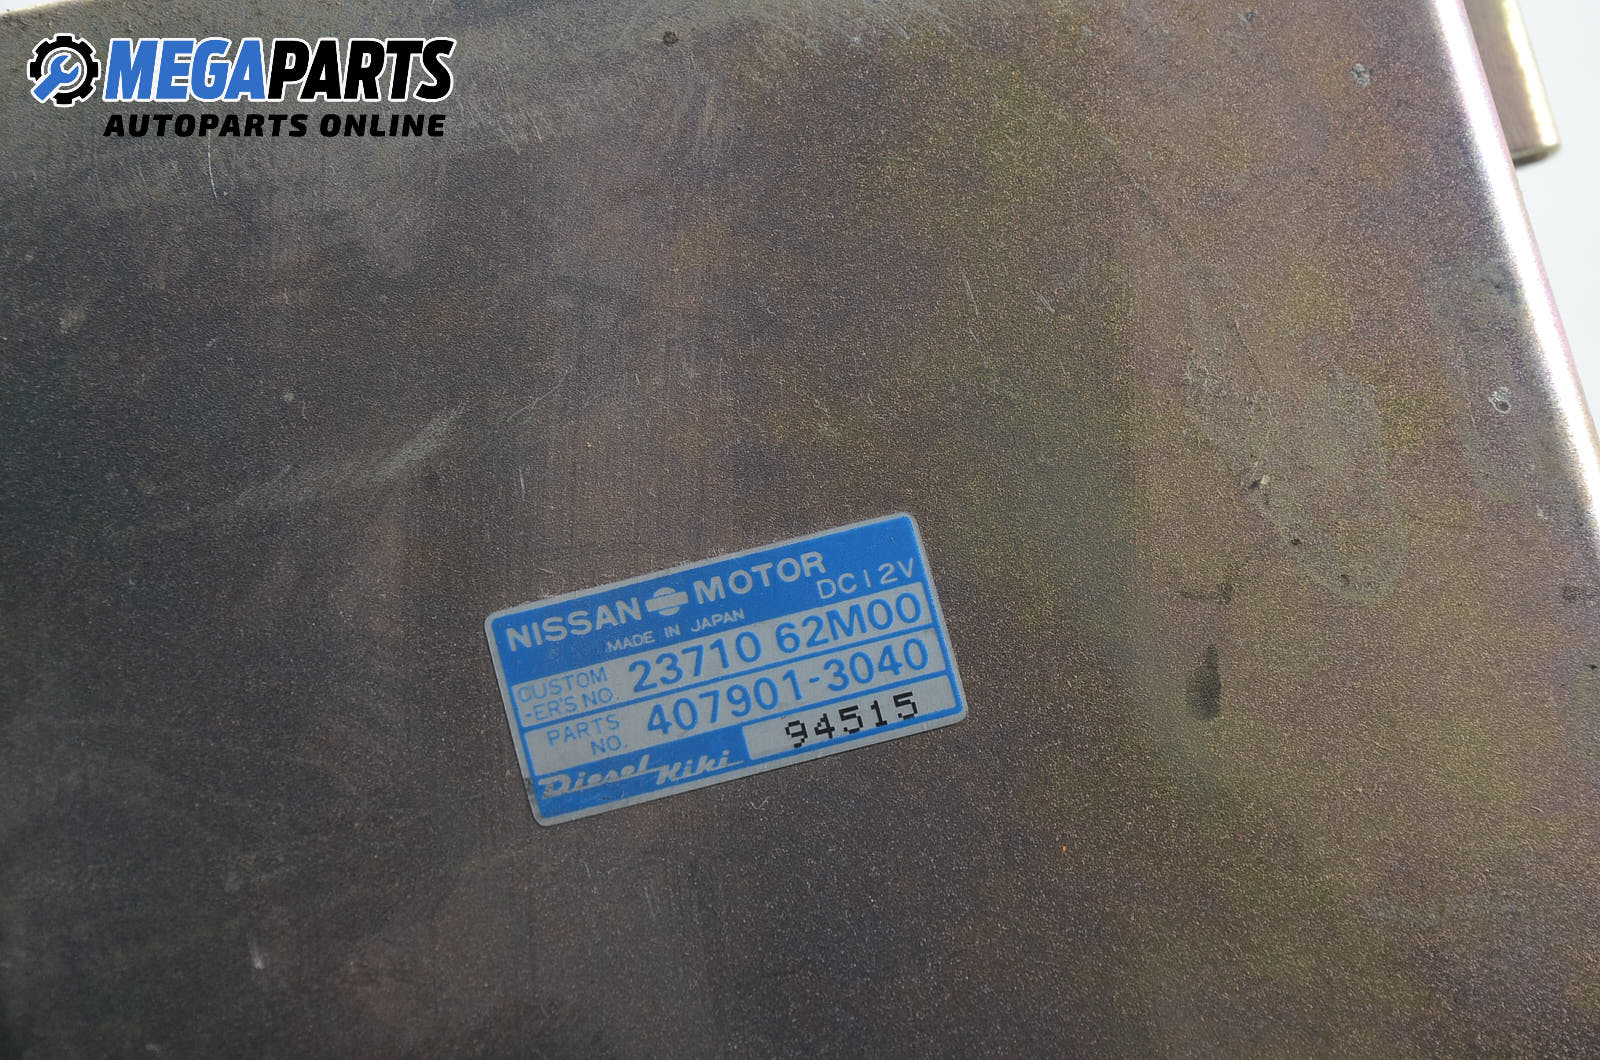 MEGAPARTS
AUTOPARTS ONLINE
NISSAN MOTOR
MADE IN JAPAN DC12V
CUSTOM
-ER'S NO. 23710 62M00
PARTS
NO. 407901-3040
Diesel Kiki 94515